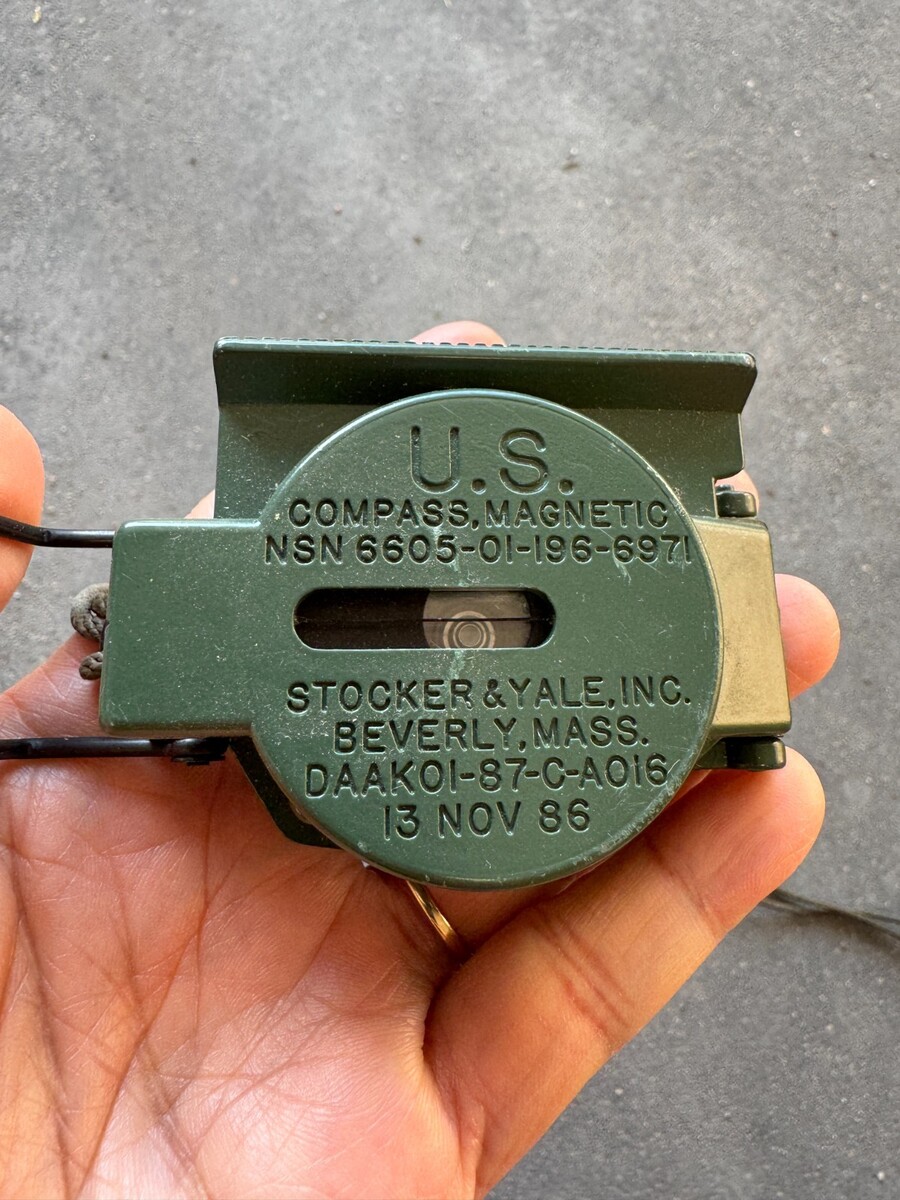 U.S.
COMPASS, MAGNETIC
NSN 6605-01-196-6971
STOCKER & YALE, INC.
BEVERLY, MASS.
DAAK01-87-C-A016
13 NOV 86